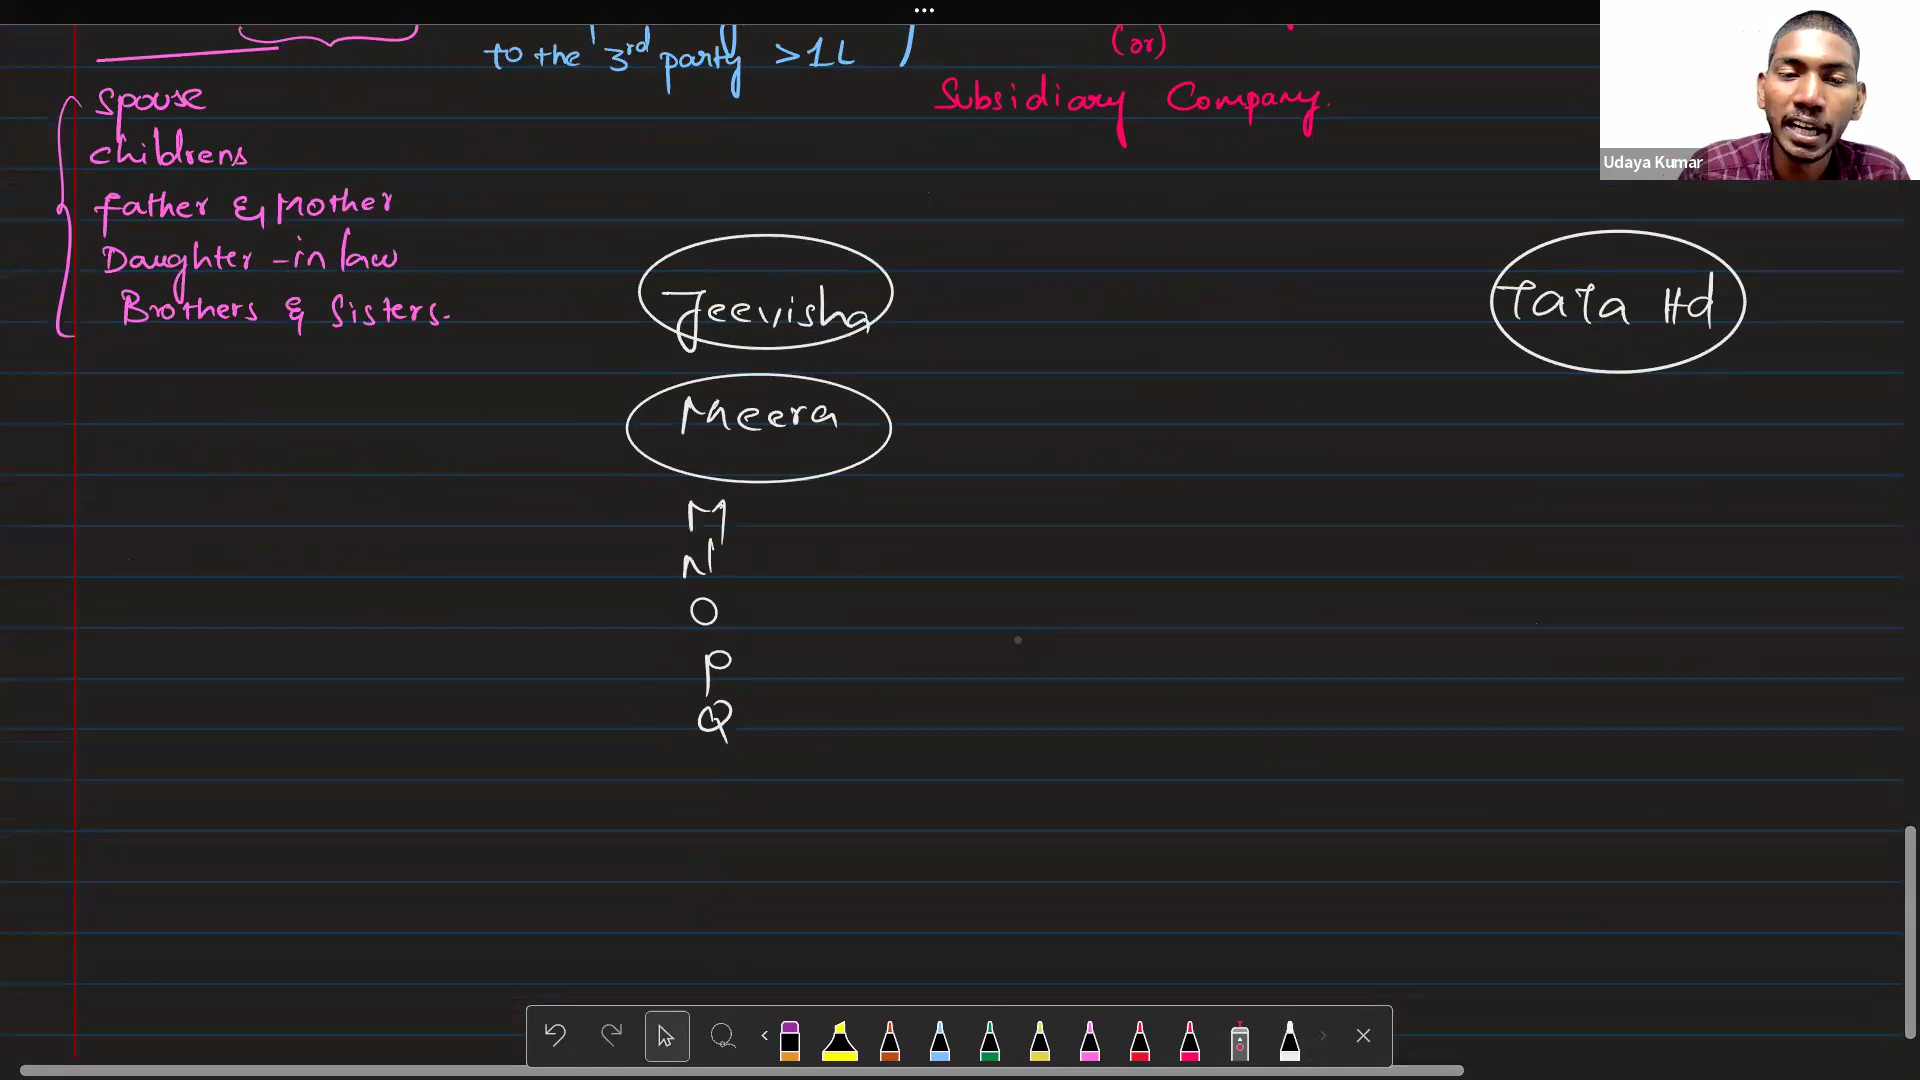 to the 3rd party >1L
(or)
Subsidiary Company.
Spouse
childrens
father & Mother
Daughter -in law
Brothers & Sisters.
Jeevisha
TaTa Hd
Meera
M
N
O
P
Q
Udaya Kumar